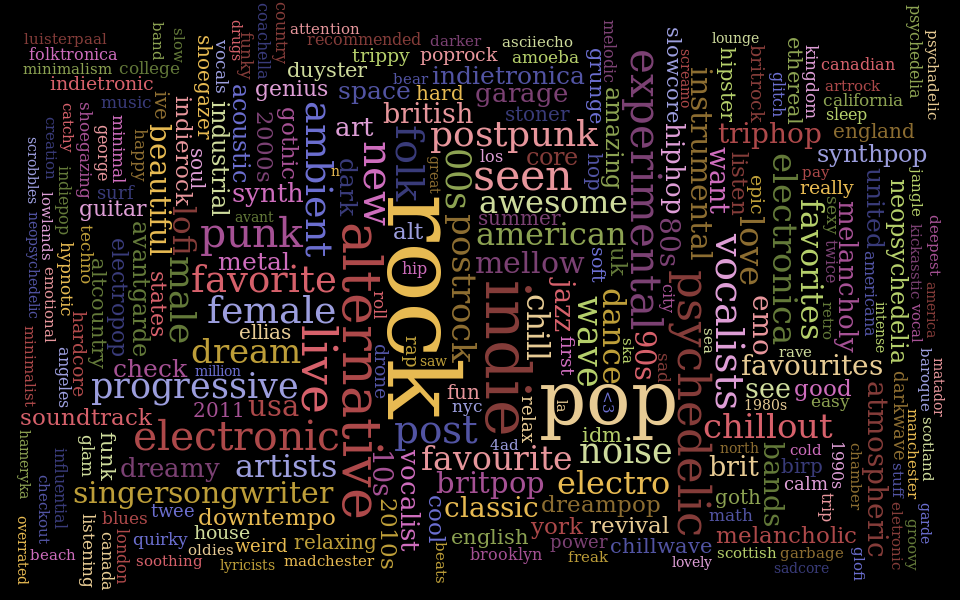 luisterpaal
folktronica
minimalism
college
indietronic
music
band
slow
shoegazer
vocals
drugs
funky
coachella
country
attention
recommended
darker
asciiecho
trippy
poprock
amoeba
duyster
bear
indietronica
genius
space
hard
garage
british
stoner
art
postpunk
melodic
grunge
slowcore
screamo
lounge
hipster
britrock
glitch
ethereal
kingdom
canadian
artrock
california
sleep
psychedelia
psychadelic
england
triphop
synthpop
catchy
shoegazing
george
minimal
happy
ive
beautiful
indierock
soul
industrial
acoustic
2000s
gothic
ambient
synth
dark
h
new
folk
great
00s
los
core
seen
hop
amazing
experimental
hiphop
instrumental
want
listen
epic
love
pay
really
electronica
favorites
sexy
twice
retro
melancholy
united
americana
intense
neopsychedelia
jangle
kickass
vocal
deepest
america
creation
scrobbles
neopsychedelic
lowlands
emotional
indiepop
hypnotic
surf
guitar
techno
altcountry
electropop
avantgarde
states
lofi
male
avant
punk
metal
favorite
female
ellias
dream
million
check
progressive
2011
usa
soundtrack
electronic
live
alternative
rock
alt
hip
roll
rap
saw
drone
postrock
awesome
summer
american
mellow
indie
chill
jazz
first
soft
uk
wave
dance
ska
90s
sad
city
80s
psychedelic
vocalists
sea
emo
rave
favourites
see
good
1980s
easy
pop
la
<3
fun
nyc
relax
4ad
idm
post
favourite
noise
chillout
minimalist
hardcore
angeles
hameryka
influential
checkout
glam
funk
dreamy
artists
singersongwriter
twee
downtempo
blues
quirky
house
oldies
weird
relaxing
soothing
lyricists
madchester
listening
canada
london
overrated
beach
10s
2010s
vocalist
cool
beats
britpop
classic
electro
dreampop
english
york
revival
brooklyn
power
freak
chillwave
lovely
north
brit
goth
math
bands
birp
cold
calm
1990s
trip
melancholic
scottish
garbage
sadcore
chamber
glofi
atmospheric
darkwave
stuff
eletronic
groovy
garde
manchester
scotland
baroque
matador